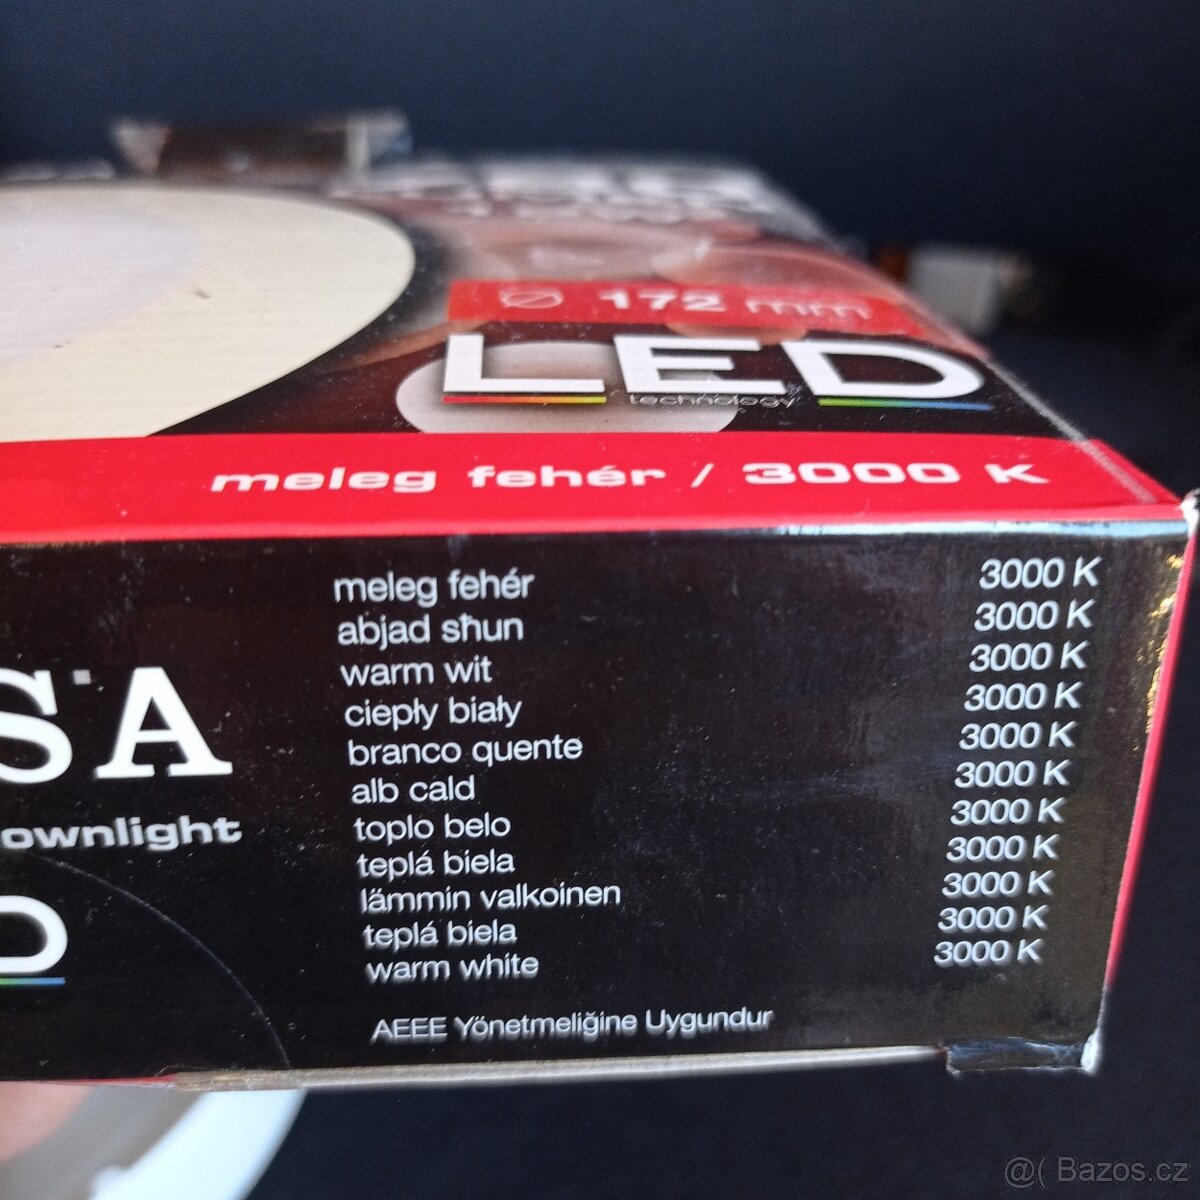 Ø 172 mm
LED
technology
meleg fehér / 3000 K
meleg fehér 3000 K
abjad sħun 3000 K
warm wit 3000 K
ciepły biały 3000 K
branco quente 3000 K
alb cald 3000 K
toplo belo 3000 K
teplá biela 3000 K
lämmin valkoinen 3000 K
teplá biela 3000 K
warm white 3000 K
AEEE Yönetmeliğine Uygundur
SA
ownlight
D
@( Bazos.cz